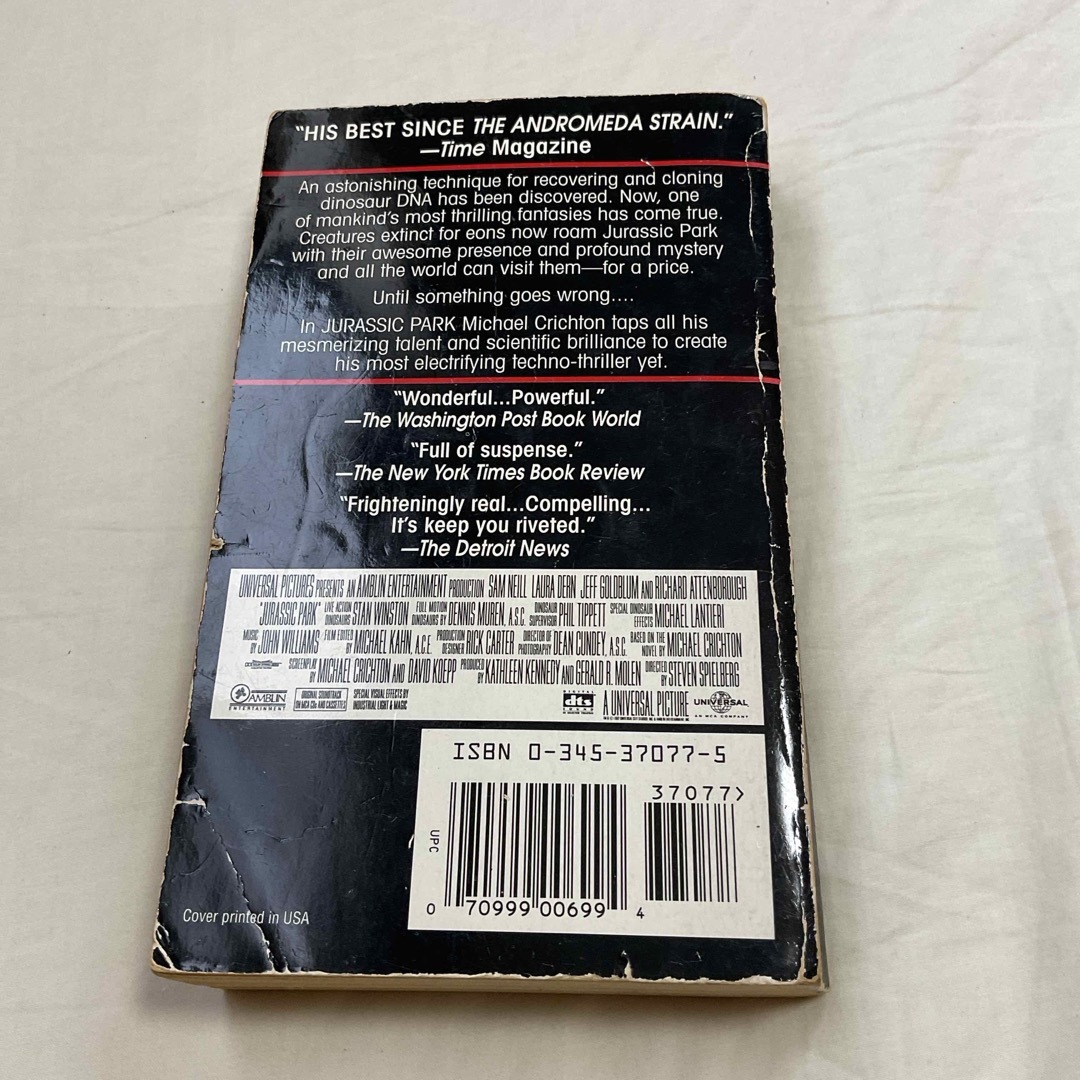 "HIS BEST SINCE THE ANDROMEDA STRAIN."
—Time Magazine
An astonishing technique for recovering and cloning
dinosaur DNA has been discovered. Now, one
of mankind's most thrilling fantasies has come true.
Creatures extinct for eons now roam Jurassic Park
with their awesome presence and profound mystery
and all the world can visit them—for a price.
Until something goes wrong....
In JURASSIC PARK Michael Crichton taps all his
mesmerizing talent and scientific brilliance to create
his most electrifying techno-thriller yet.
"Wonderful...Powerful."
—The Washington Post Book World
"Full of suspense."
—The New York Times Book Review
"Frighteningly real...Compelling...
It's keep you riveted."
—The Detroit News
UNIVERSAL PICTURES PRESENTS AN AMBLIN ENTERTAINMENT PRODUCTION SAM NEILL LAURA DERN JEFF GOLDBLUM AND RICHARD ATTENBOROUGH
"JURASSIC PARK" LIVE ACTION DINOSAURS STAN WINSTON FULL MOTION DINOSAURS BY DENNIS MUREN, A.S.C. DINOSAUR SUPERVISOR PHIL TIPPETT SPECIAL DINOSAUR EFFECTS MICHAEL LANTIERI
MUSIC BY JOHN WILLIAMS FILM EDITED BY MICHAEL KAHN, A.C.E. PRODUCTION DESIGNER RICK CARTER DIRECTOR OF PHOTOGRAPHY DEAN CUNDEY, A.S.C. BASED ON THE NOVEL BY MICHAEL CRICHTON
SCREENPLAY BY MICHAEL CRICHTON AND DAVID KOEPP PRODUCED BY KATHLEEN KENNEDY AND GERALD R. MOLEN DIRECTED BY STEVEN SPIELBERG
AMBLIN ENTERTAINMENT
ORIGINAL SOUNDTRACK ON MCA CDs AND CASSETTES
SPECIAL VISUAL EFFECTS BY INDUSTRIAL LIGHT & MAGIC
DIGITAL dts SOUND
A UNIVERSAL PICTURE
UNIVERSAL
AN MCA COMPANY
ISBN 0-345-37077-5
37077>
UPC
0 70999 00699 4
Cover printed in USA